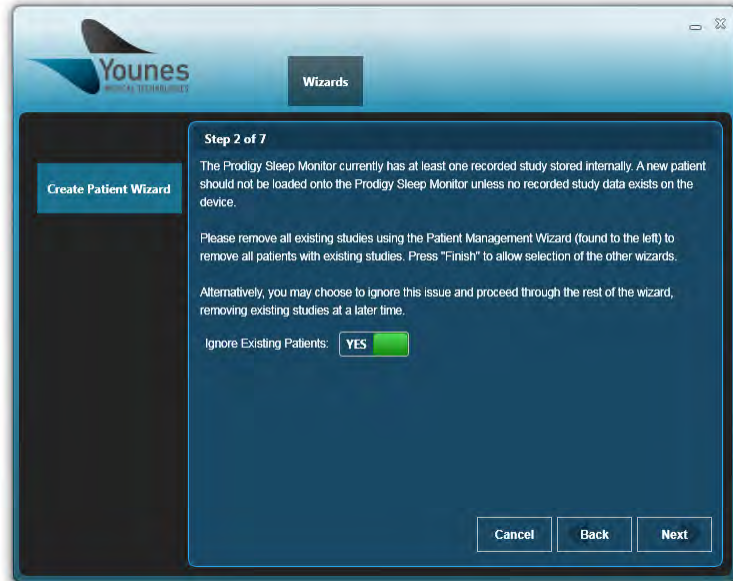 Younes
MEDICAL TECHNOLOGIES
Wizards
Step 2 of 7
Create Patient Wizard
The Prodigy Sleep Monitor currently has at least one recorded study stored internally. A new patient
should not be loaded onto the Prodigy Sleep Monitor unless no recorded study data exists on the
device.
Please remove all existing studies using the Patient Management Wizard (found to the left) to
remove all patients with existing studies. Press "Finish" to allow selection of the other wizards.
Alternatively, you may choose to ignore this issue and proceed through the rest of the wizard,
removing existing studies at a later time.
Ignore Existing Patients: YES
Cancel Back Next